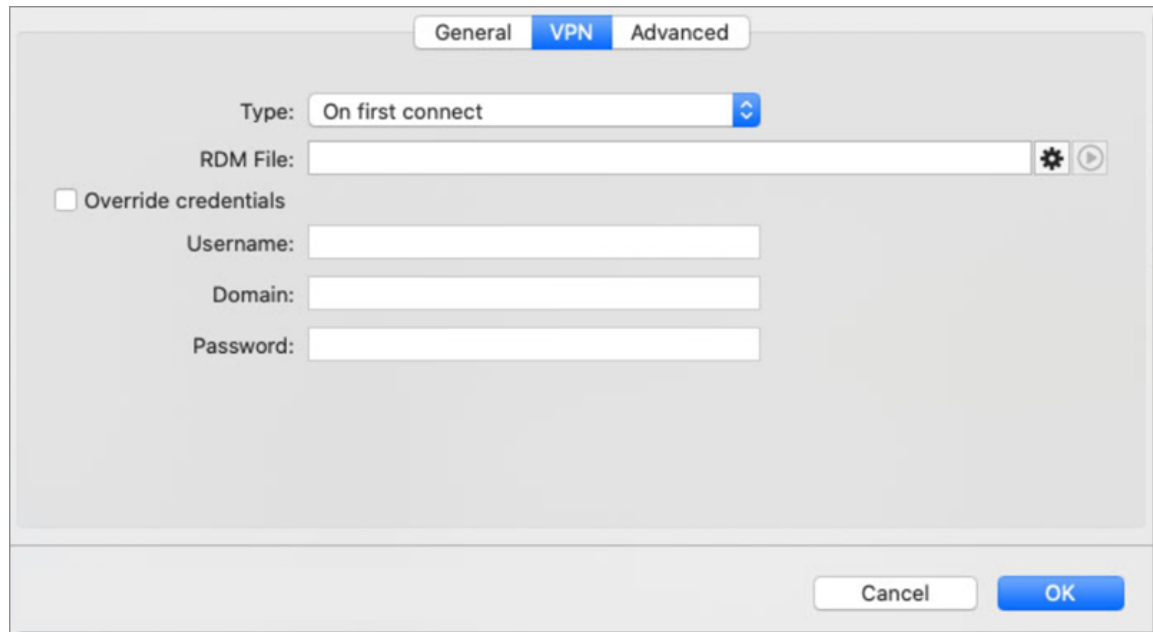 General VPN Advanced
Type: On first connect
RDM File:
Override credentials
Username:
Domain:
Password:
Cancel OK